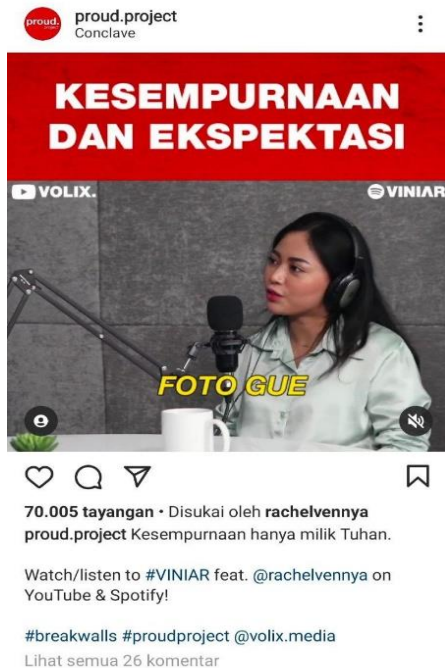 proud.
project
proud.project
Conclave
KESEMPURNAAN
DAN EKSPEKTASI
VOLIX.
VINIAR
FOTO GUE
70.005 tayangan • Disukai oleh rachelvennya
proud.project Kesempurnaan hanya milik Tuhan.
Watch/listen to #VINIAR feat. @rachelvennya on
YouTube & Spotify!
#breakwalls #proudproject @volix.media
Lihat semua 26 komentar